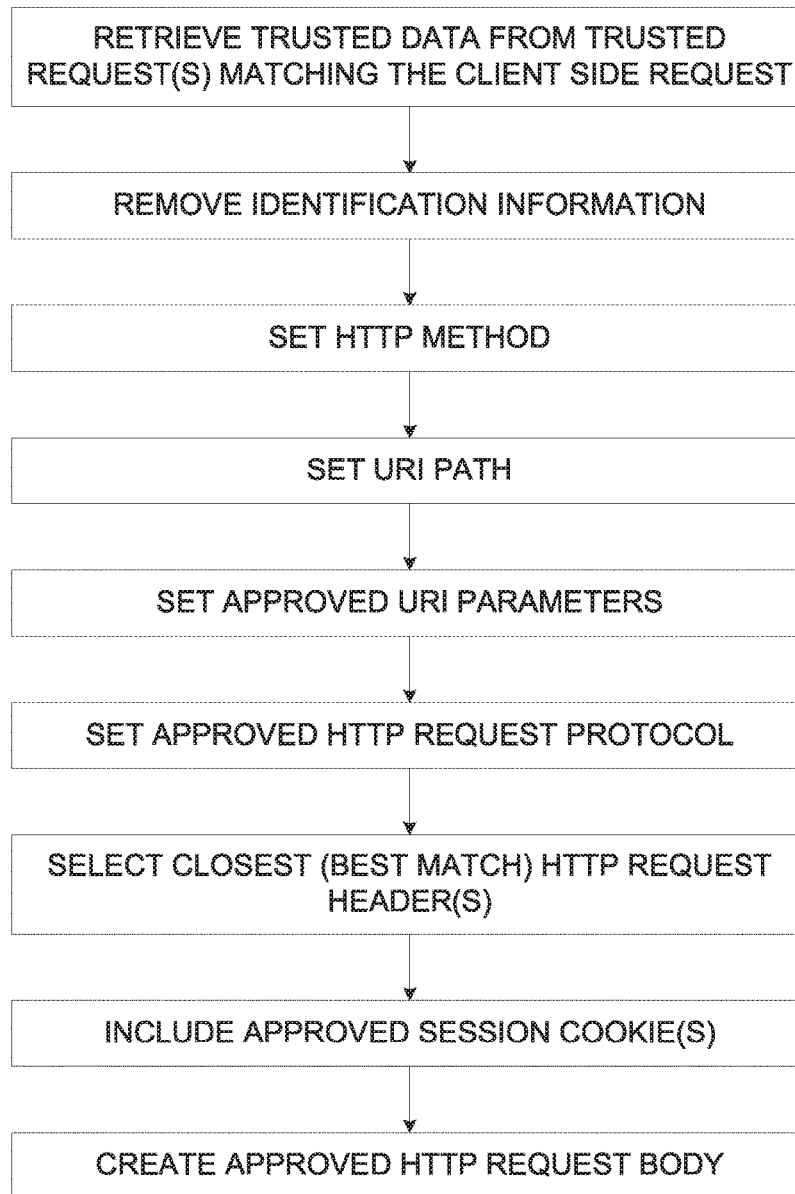 RETRIEVE TRUSTED DATA FROM TRUSTED
REQUEST(S) MATCHING THE CLIENT SIDE REQUEST
REMOVE IDENTIFICATION INFORMATION
SET HTTP METHOD
SET URI PATH
SET APPROVED URI PARAMETERS
SET APPROVED HTTP REQUEST PROTOCOL
SELECT CLOSEST (BEST MATCH) HTTP REQUEST
HEADER(S)
INCLUDE APPROVED SESSION COOKIE(S)
CREATE APPROVED HTTP REQUEST BODY